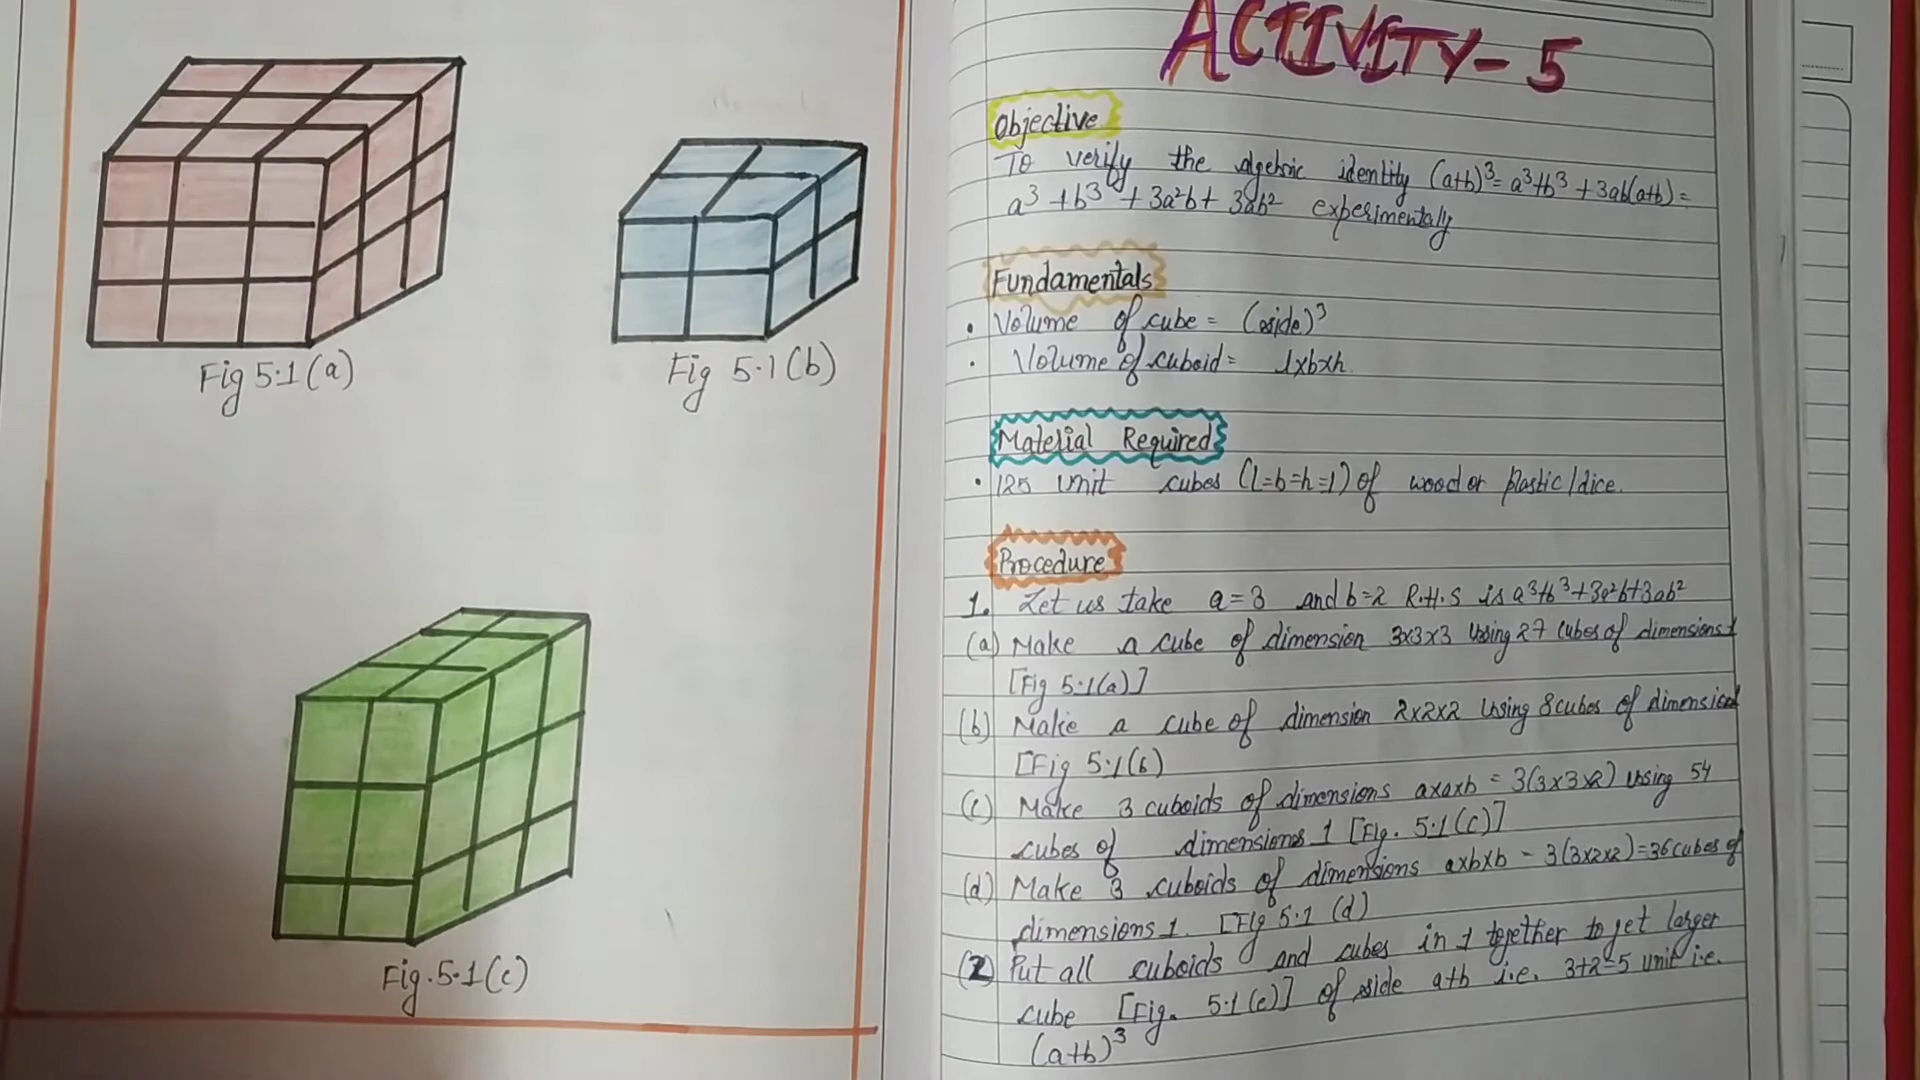 Fig 5.1(a)
Fig 5.1(b)
Fig.5.1(c)
ACTIVITY-5
Objective
To verify the algebric identity (a+b)³=a³+b³+3ab(a+b)=
a³+b³+3a²b+3ab² experimentaly
Fundamentals
• Volume of cube = (side)³
• Volume of cuboid = l×b×h.
Material Required
• 125 unit cubes (l=b=h=1) of wood or plastic/dice.
Procedure
1. Let us take a=3 and b=2 R.H.S is a³+b³+3a²b+3ab²
(a) Make a cube of dimension 3×3×3 Using 27 cubes of dimensions 1
[Fig 5.1(a)]
(b) Make a cube of dimension 2×2×2 Using 8 cubes of dimension
[Fig 5.1(b)
(c) Make 3 cuboids of dimensions a×a×b = 3(3×3×2) using 54
cubes of dimensions 1 [Fig. 5.1(c)]
(d) Make 3 cuboids of dimensions a×b×b - 3(3×2×2)=36 cubes of
dimensions 1. [Fig 5.1 (d)
(2) Put all cuboids and cubes in 1 together to get larger
cube [Fig. 5.1(e)] of side a+b i.e. 3+2=5 unit i.e.
(a+b)³